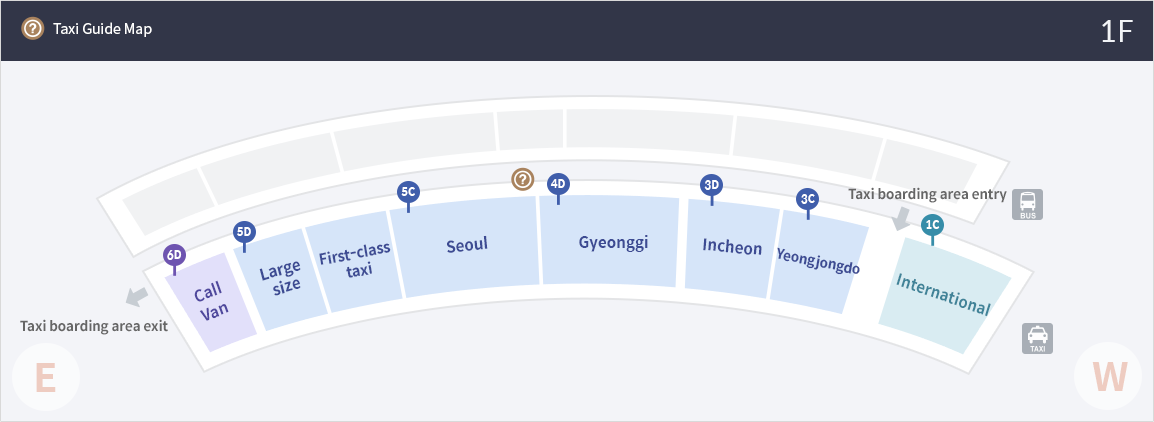 ? Taxi Guide Map
1F
Taxi boarding area entry
BUS
6D
5D
5C
?
4D
3D
3C
1C
Call
Van
Large
size
First-class
taxi
Seoul
Gyeonggi
Incheon
Yeongjongdo
International
Taxi boarding area exit
TAXI
E
W